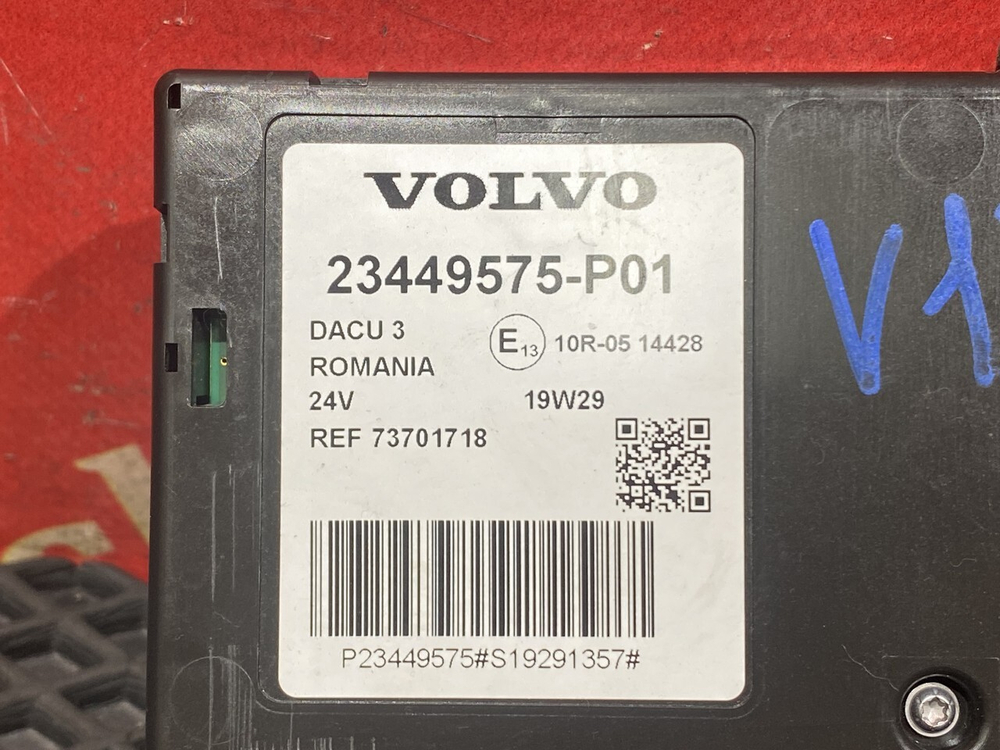 VOLVO
23449575-P01
DACU 3
E13 10R-05 14428
ROMANIA
24V 19W29
REF 73701718
P23449575#S19291357#